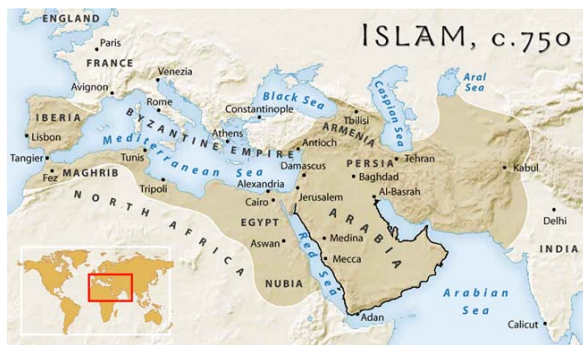 ISLAM, c.750
ENGLAND
Paris
FRANCE
Avignon
Venezia
IBERIA
Rome
Lisbon
Tangier
Fez
MAGHRIB
Tunis
Tripoli
BYZANTINE EMPIRE
Mediterranean Sea
Athens
Constantinople
Black Sea
Tbilisi
Caspian Sea
Aral Sea
ARMENIA
Antioch
Damascus
PERSIA
Tehran
Baghdad
Kabul
Alexandria
Jerusalem
Al-Basrah
Cairo
NORTH AFRICA
EGYPT
Aswan
NUBIA
Red Sea
ARABIA
Medina
Mecca
Adan
Delhi
INDIA
Arabian Sea
Calicut